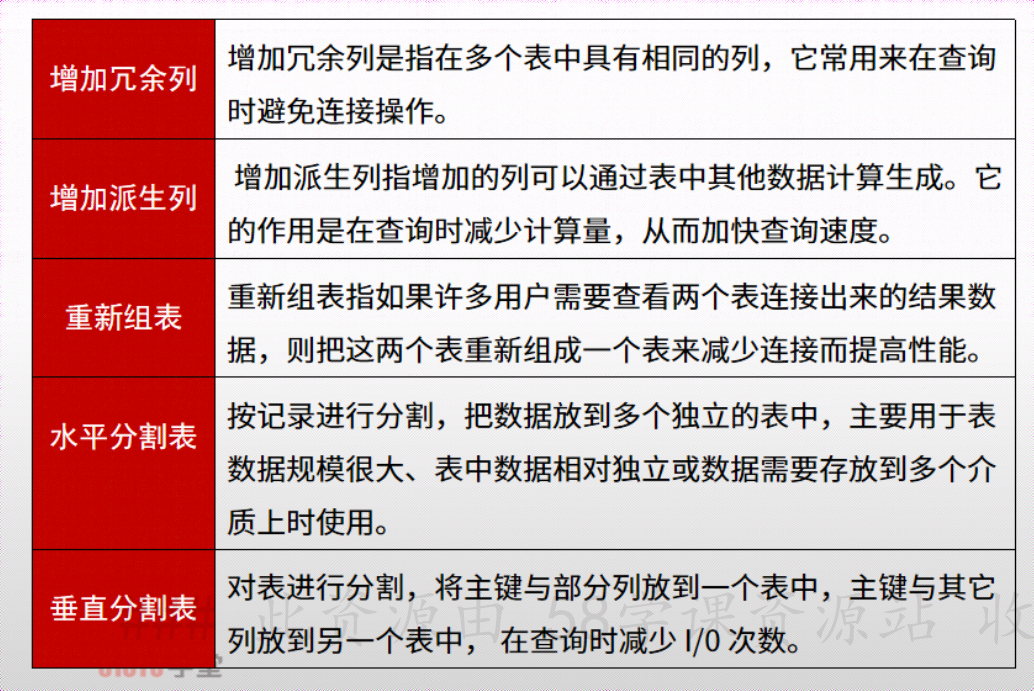 增加冗余列
增加冗余列是指在多个表中具有相同的列，它常用来在查询
时避免连接操作。
增加派生列
增加派生列指增加的列可以通过表中其他数据计算生成。它
的作用是在查询时减少计算量，从而加快查询速度。
重新组表
重新组表指如果许多用户需要查看两个表连接出来的结果数
据，则把这两个表重新组成一个表来减少连接而提高性能。
水平分割表
按记录进行分割，把数据放到多个独立的表中，主要用于表
数据规模很大、表中数据相对独立或数据需要存放到多个介
质上时使用。
垂直分割表
对表进行分割，将主键与部分列放到一个表中，主键与其它
列放到另一个表中， 在查询时减少 I/0 次数。
此资源由 58学课资源站 收
学堂